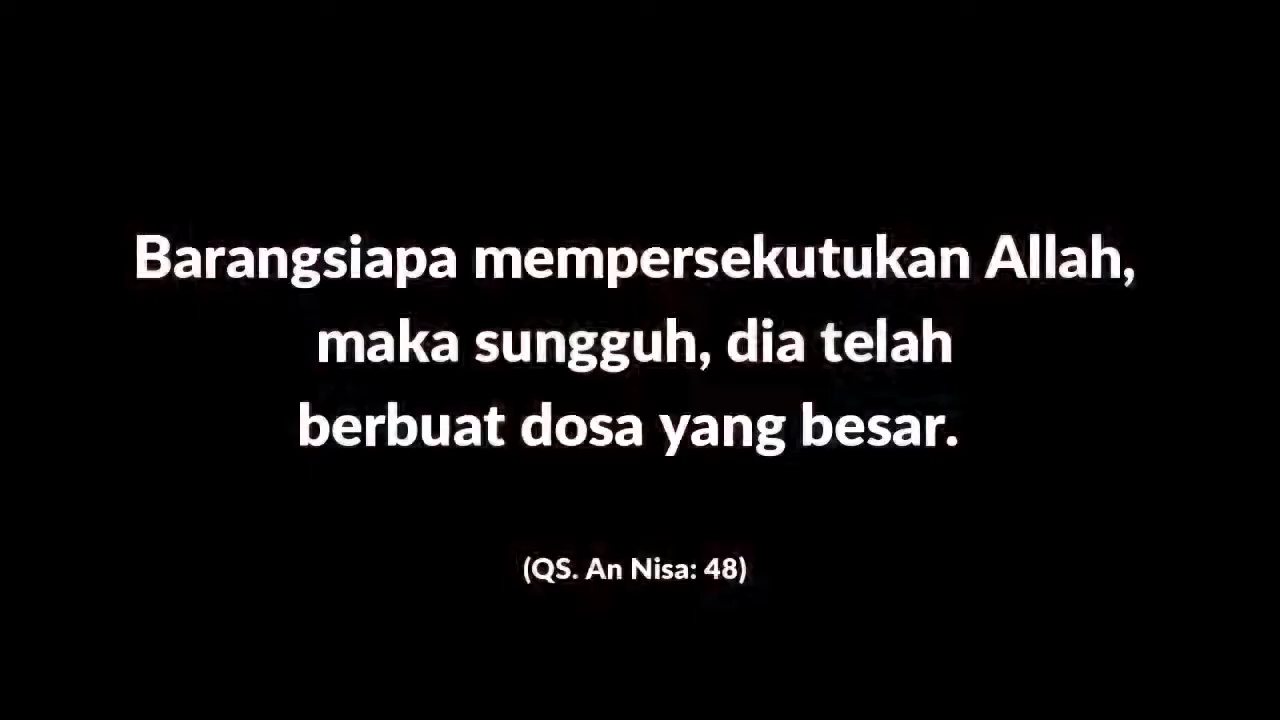 Barangsiapa mempersekutukan Allah,
maka sungguh, dia telah
berbuat dosa yang besar.
(QS. An Nisa: 48)